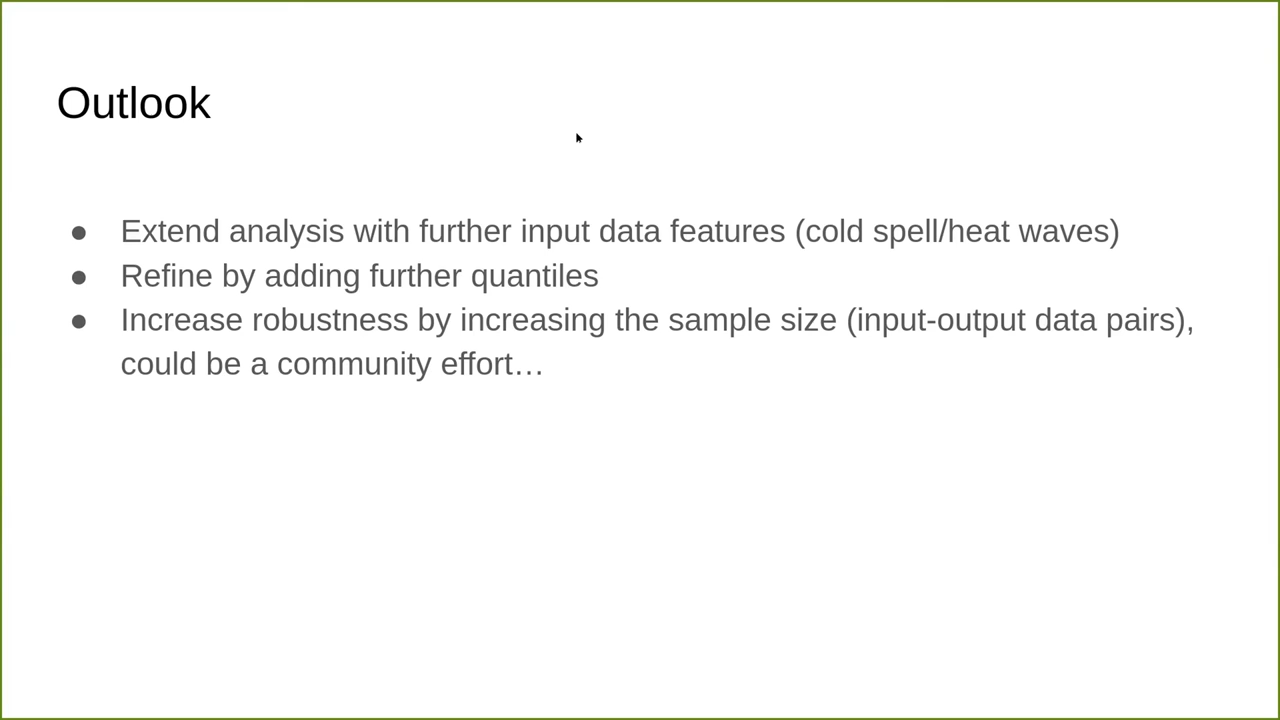 Outlook
● Extend analysis with further input data features (cold spell/heat waves)
● Refine by adding further quantiles
● Increase robustness by increasing the sample size (input-output data pairs),
could be a community effort…